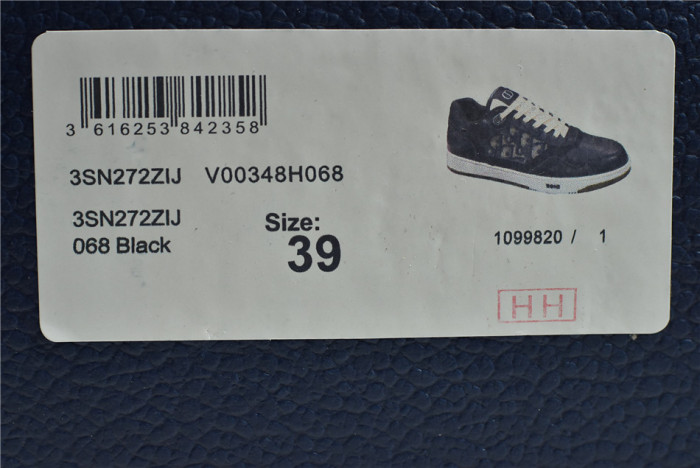 3 616253 842358
3SN272ZIJ V00348H068
3SN272ZIJ
068 Black
Size:
39
1099820 / 1
HH